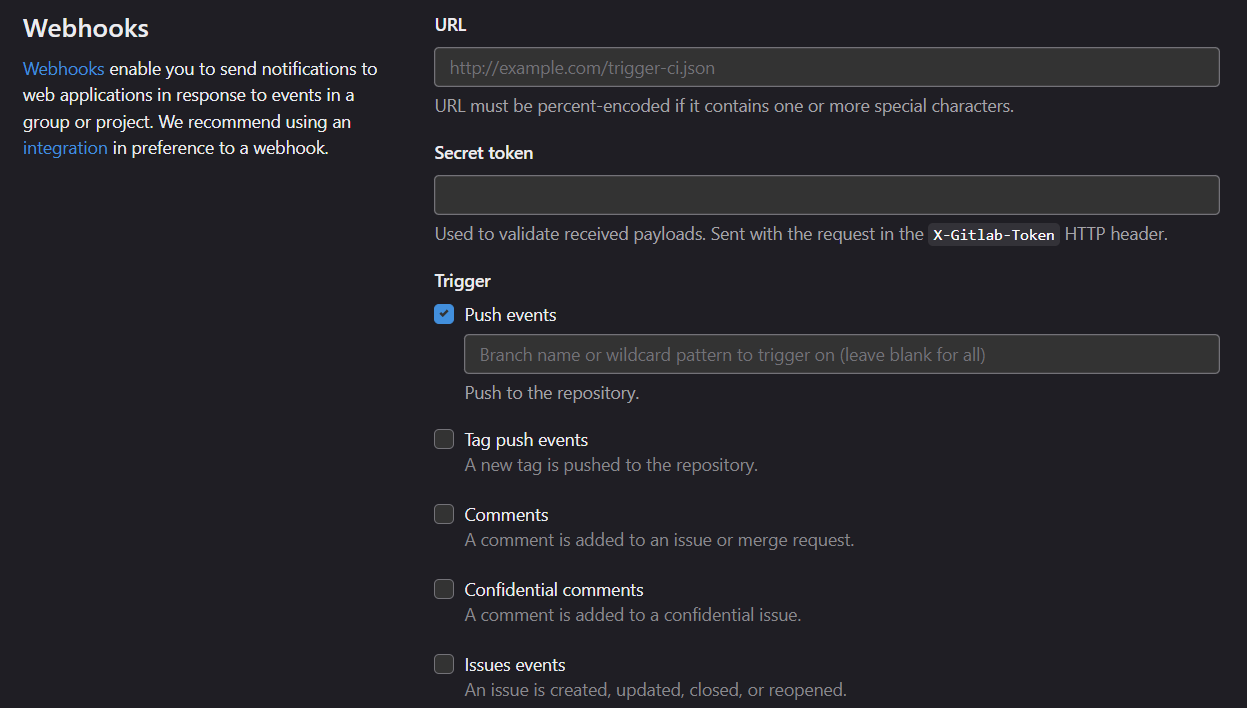 Webhooks
Webhooks enable you to send notifications to
web applications in response to events in a
group or project. We recommend using an
integration in preference to a webhook.
URL
http://example.com/trigger-ci.json
URL must be percent-encoded if it contains one or more special characters.
Secret token
Used to validate received payloads. Sent with the request in the X-Gitlab-Token HTTP header.
Trigger
Push events
Branch name or wildcard pattern to trigger on (leave blank for all)
Push to the repository.
Tag push events
A new tag is pushed to the repository.
Comments
A comment is added to an issue or merge request.
Confidential comments
A comment is added to a confidential issue.
Issues events
An issue is created, updated, closed, or reopened.